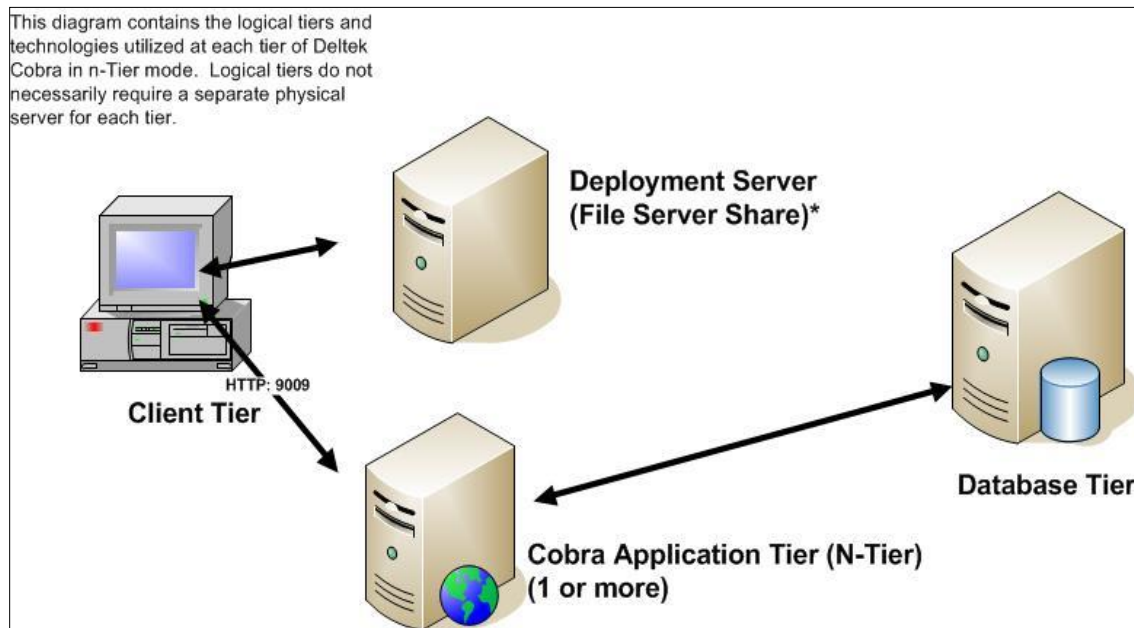 This diagram contains the logical tiers and
technologies utilized at each tier of Deltek
Cobra in n-Tier mode. Logical tiers do not
necessarily require a separate physical
server for each tier.
Deployment Server
(File Server Share)*
HTTP: 9009
Client Tier
Database Tier
Cobra Application Tier (N-Tier)
(1 or more)